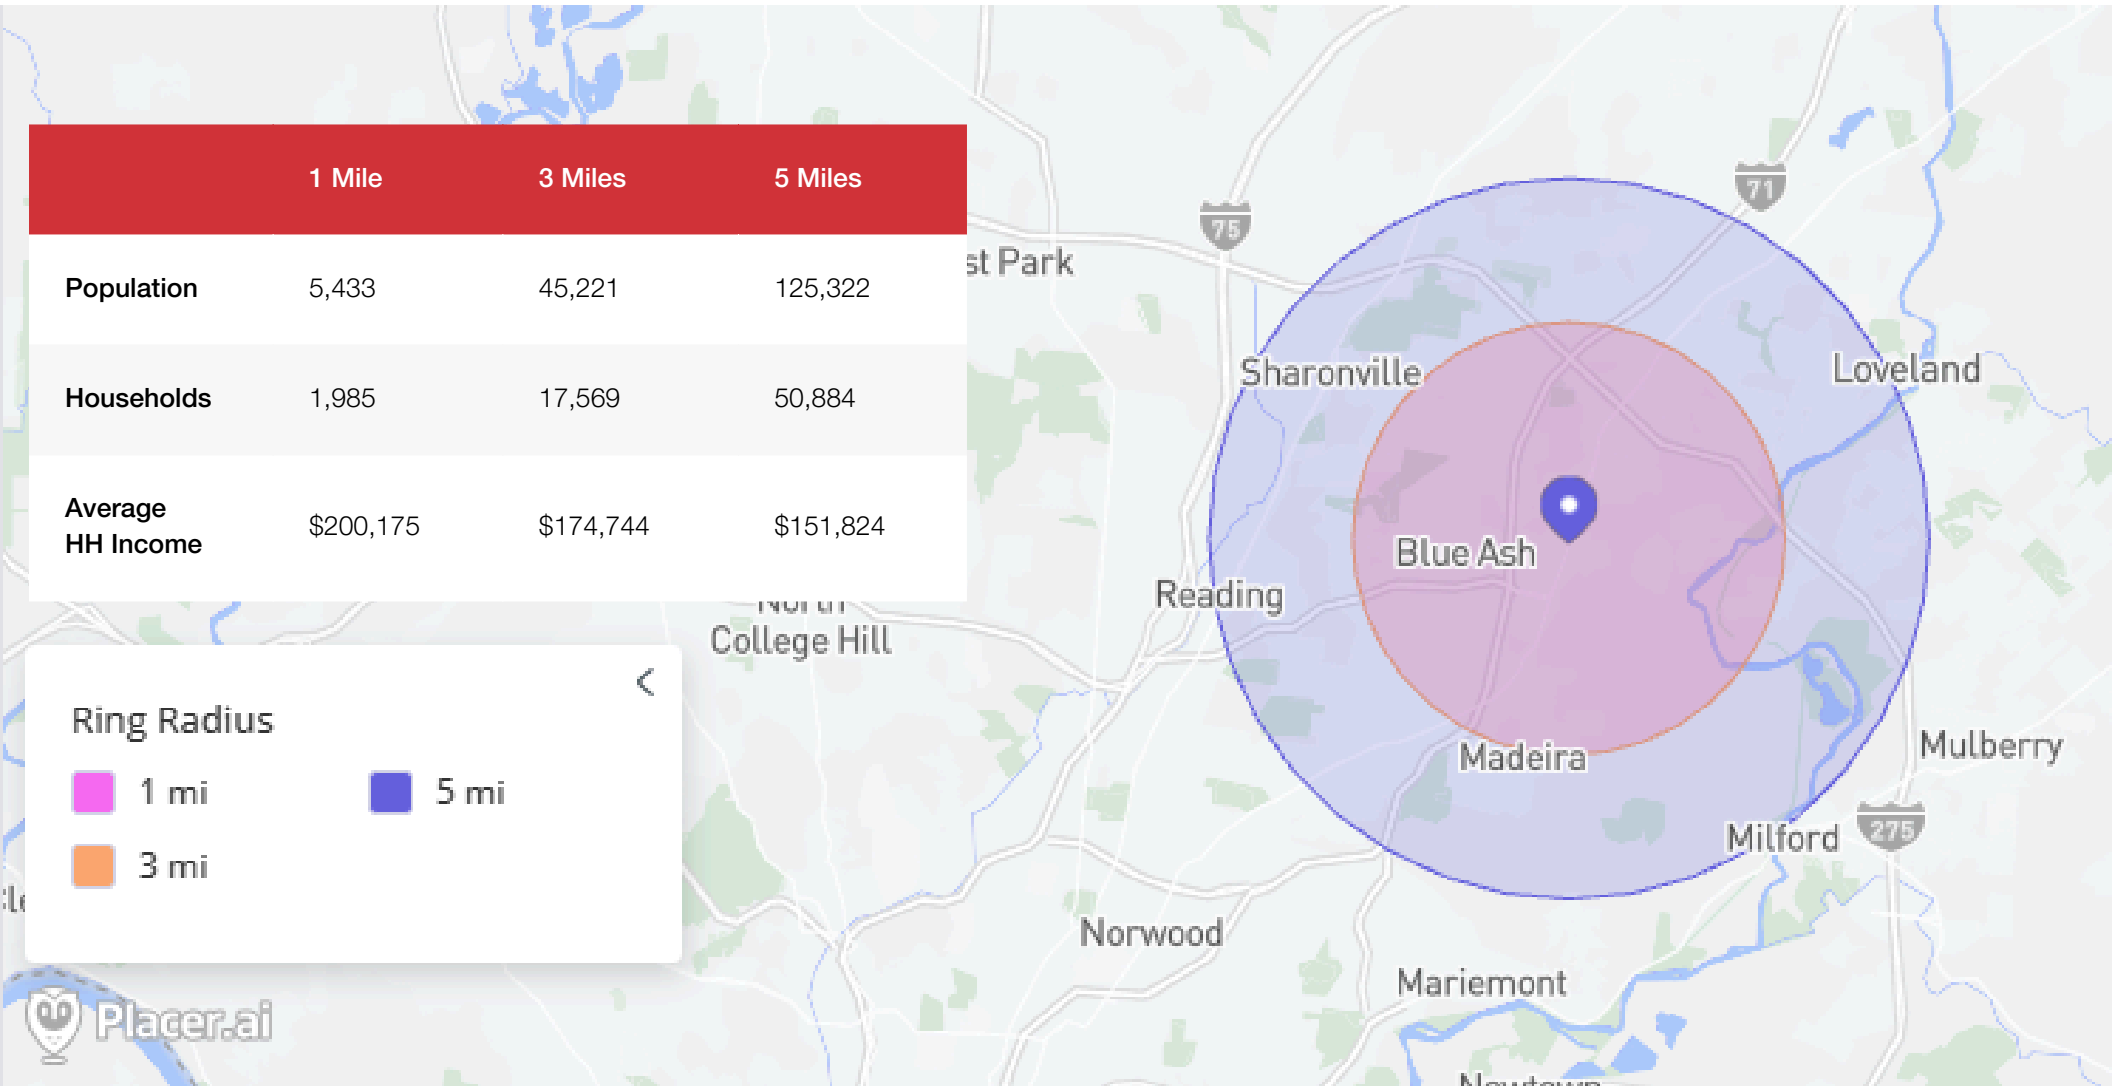 1 Mile 3 Miles 5 Miles
Population 5,433 45,221 125,322
Households 1,985 17,569 50,884
Average
HH Income $200,175 $174,744 $151,824
Ring Radius
1 mi 5 mi
3 mi
Placer.ai
71
75
st Park
Sharonville
Loveland
Blue Ash
Reading
North
College Hill
Madeira
Mulberry
Milford
275
Norwood
Mariemont